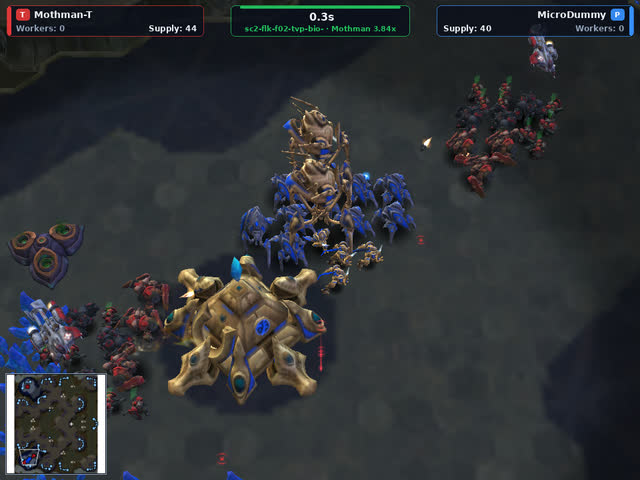 T Mothman-T
Workers: 0 Supply: 44
0.3s
sc2-flk-f02-tvp-bio- · Mothman 3.84x
MicroDummy P
Supply: 40 Workers: 0